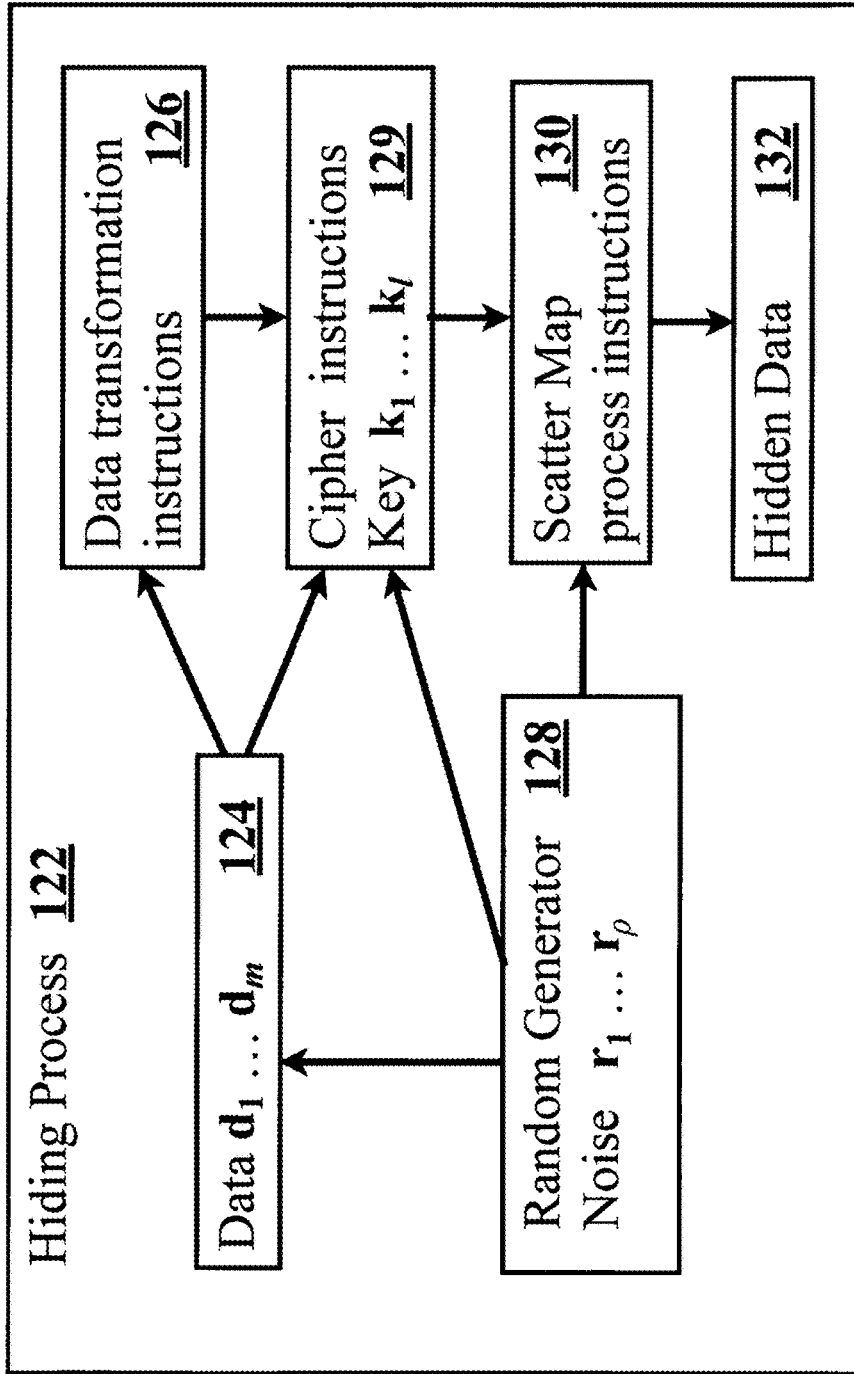 Hiding Process 122
Data d₁ … dₘ 124
Random Generator 128
Noise r₁ … rᵨ
Data transformation
instructions 126
Cipher instructions
Key k₁ … kₗ 129
Scatter Map 130
process instructions
Hidden Data 132